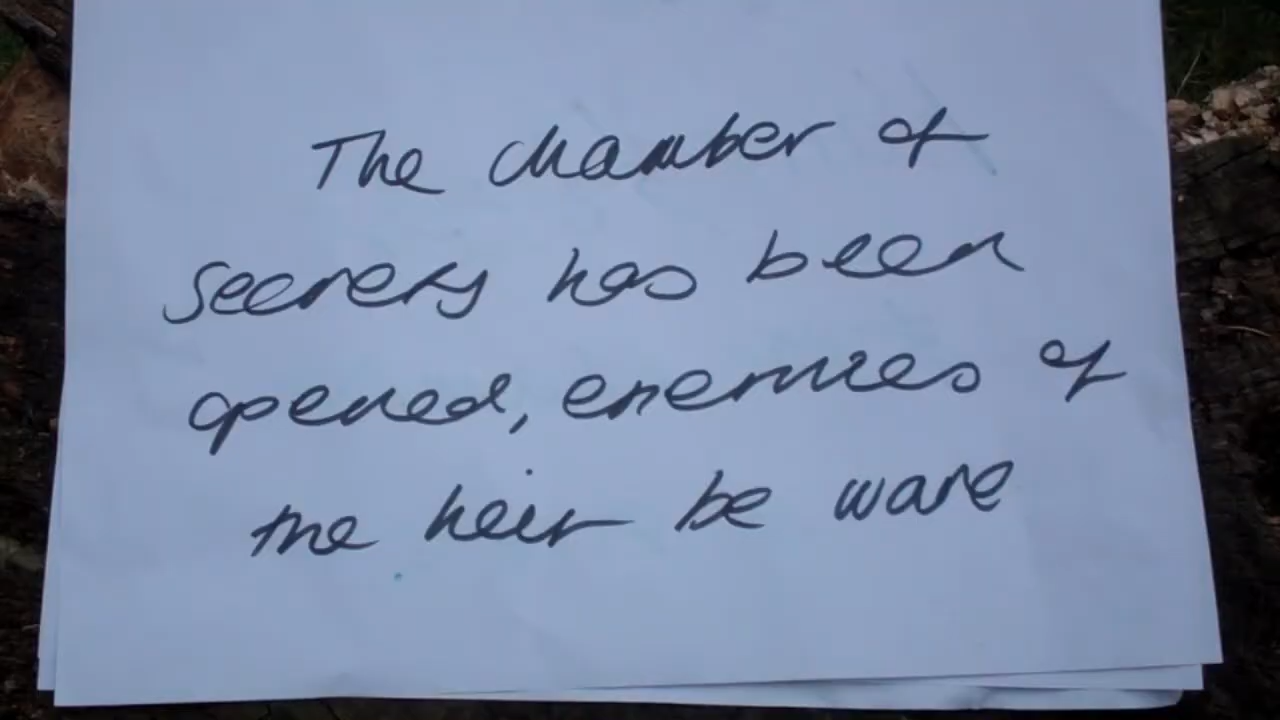 The chamber of
secrets has been
opened, enemies of
the heir be ware